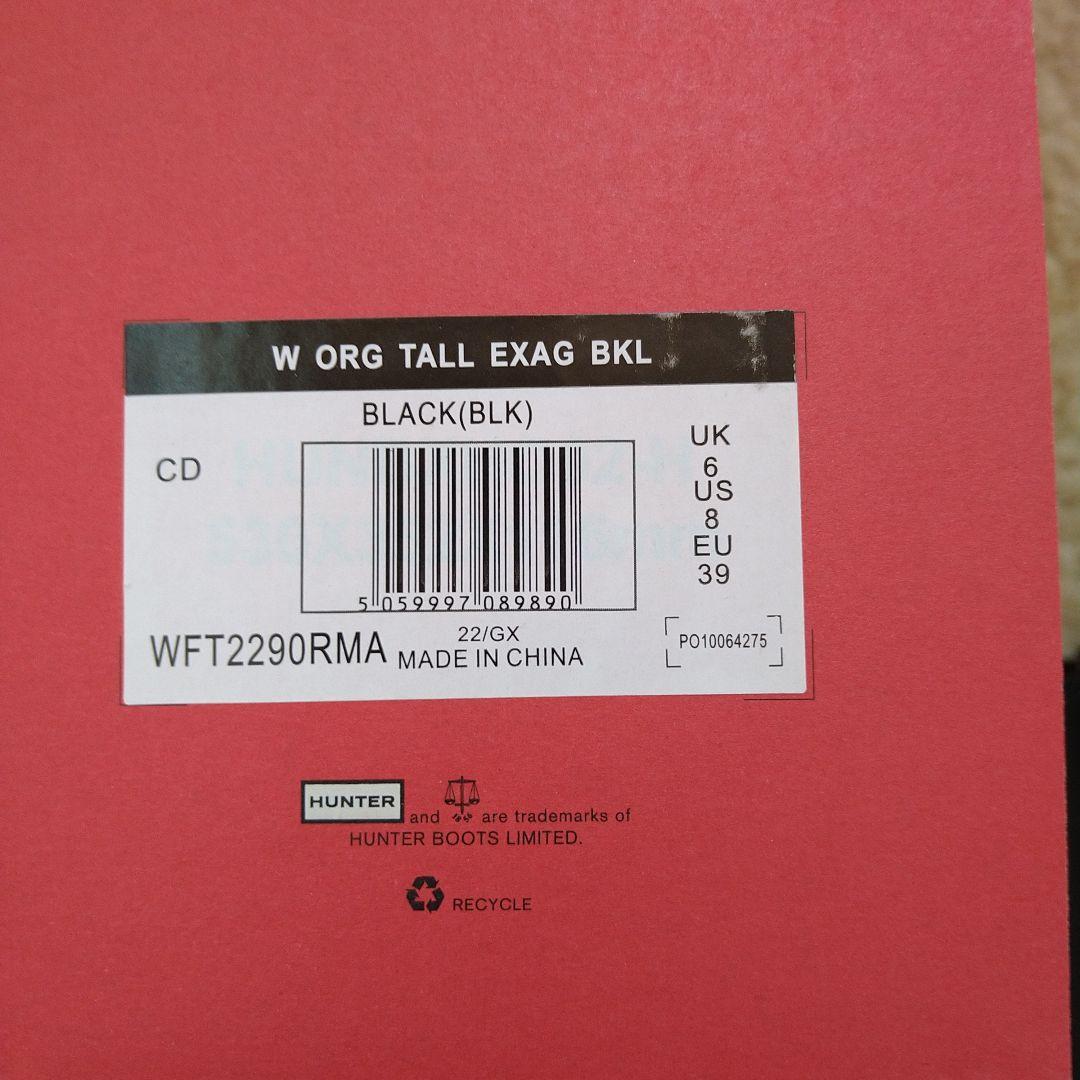 W ORG TALL EXAG BKL
BLACK(BLK)
CD
UK
6
US
8
EU
39
5 059997 089890
WFT2290RMA
22/GX
MADE IN CHINA
PO10064275
HUNTER and are trademarks of
HUNTER BOOTS LIMITED.
RECYCLE